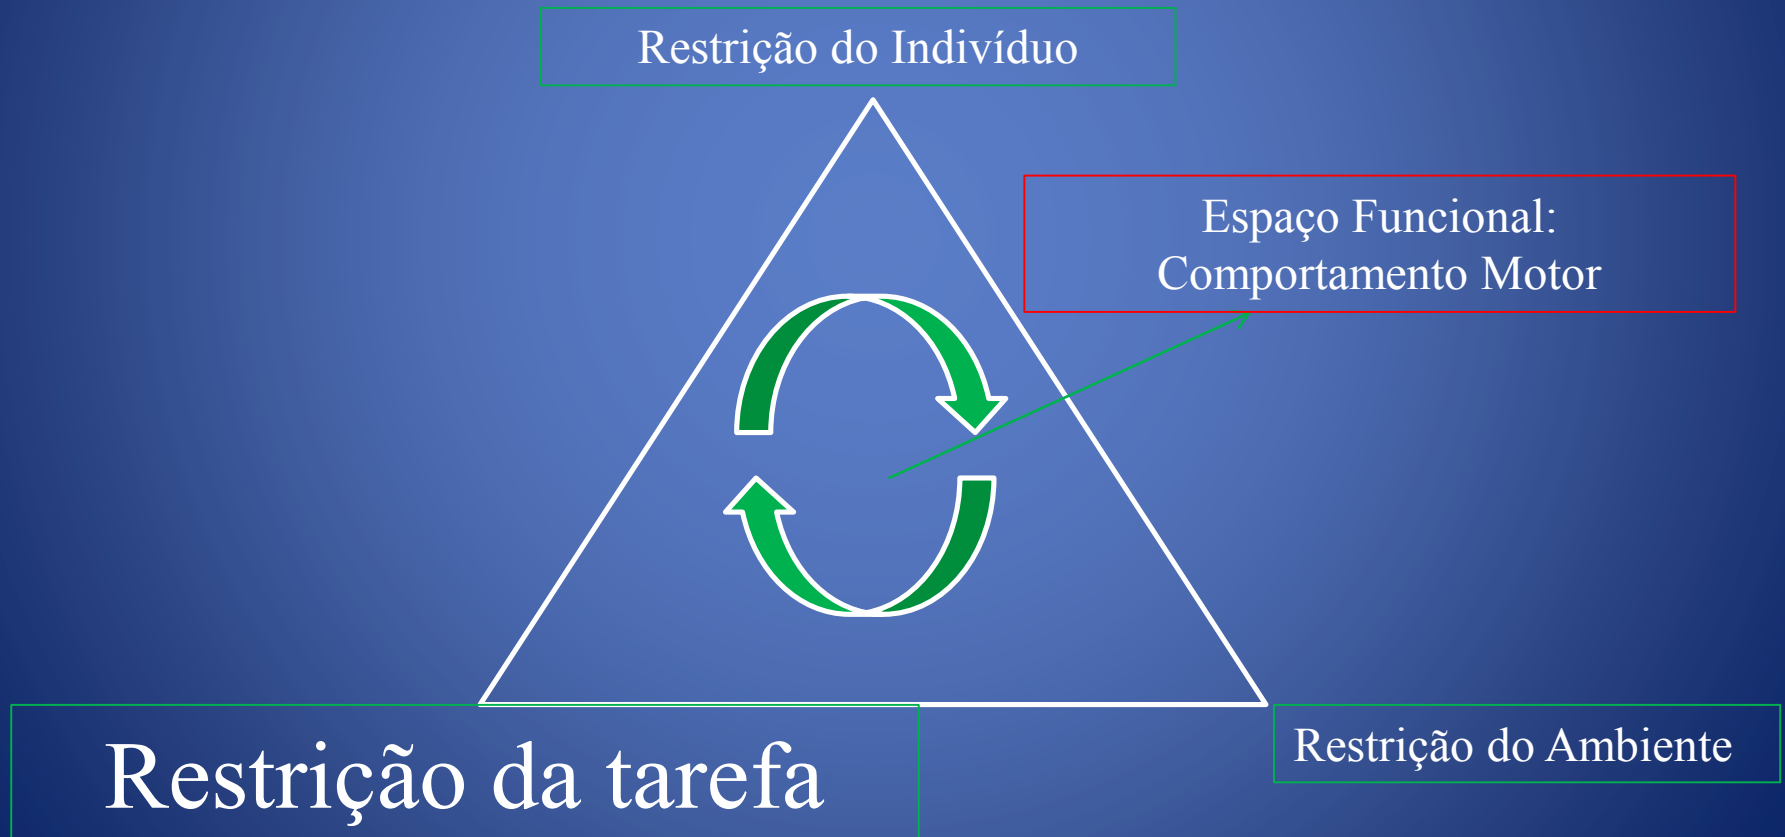 Restrição do Indivíduo
Espaço Funcional:
Comportamento Motor
Restrição da tarefa
Restrição do Ambiente